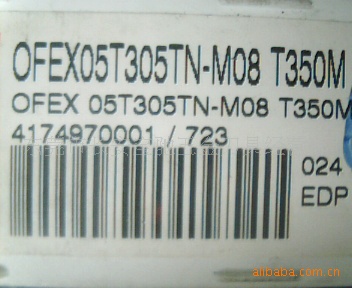 OFEX05T305TN-M08 T350M
OFEX 05T305TN-M08 T350M
4174970001 / 723
024
EDP
alibaba.com.cn